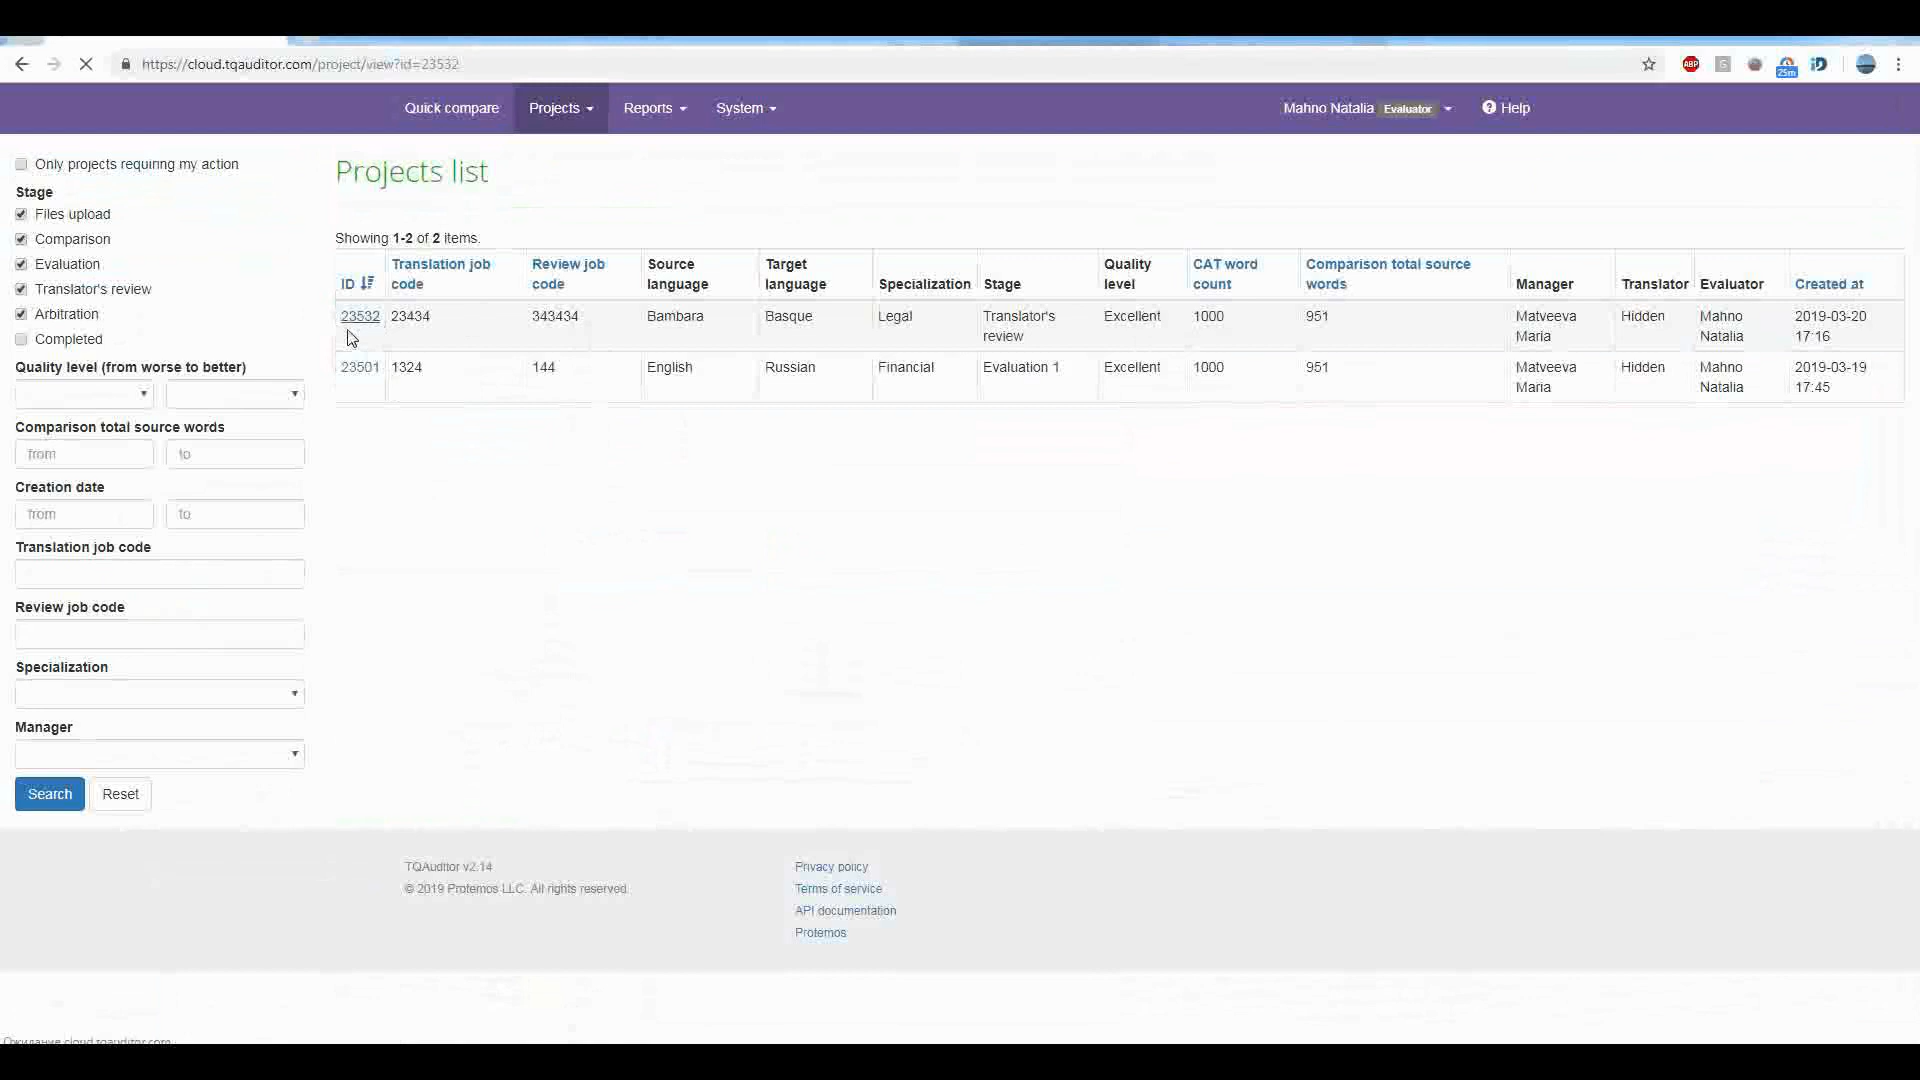 https://cloud.tqauditor.com/project/view?id=23532
ABP
S
25m
Quick compare
Projects
Reports
System
Mahno Natalia Evaluator
Help
Only projects requiring my action
Stage
Files upload
Comparison
Evaluation
Translator's review
Arbitration
Completed
Quality level (from worse to better)
Comparison total source words
from
to
Creation date
from
to
Translation job code
Review job code
Specialization
Manager
Search
Reset
Projects list
Showing 1-2 of 2 items.
ID
Translation job code
Review job code
Source language
Target language
Specialization
Stage
Quality level
CAT word count
Comparison total source words
Manager
Translator
Evaluator
Created at
23532 23434 343434 Bambara Basque Legal Translator's review Excellent 1000 951 Matveeva Maria Hidden Mahno Natalia 2019-03-20 17:16
23501 1324 144 English Russian Financial Evaluation 1 Excellent 1000 951 Matveeva Maria Hidden Mahno Natalia 2019-03-19 17:45
TQAuditor v2.14
© 2019 Protemos LLC. All rights reserved.
Privacy policy
Terms of service
API documentation
Protemos
Ожидание cloud.tqauditor.com